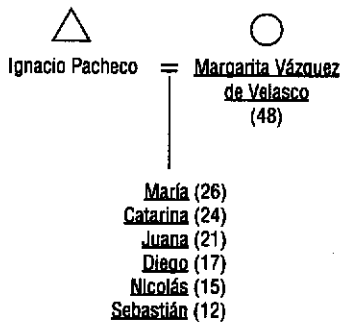 Ignacio Pacheco = Margarita Vázquez
de Velasco
(48)
María (26)
Catarina (24)
Juana (21)
Diego (17)
Nicolás (15)
Sebastián (12)